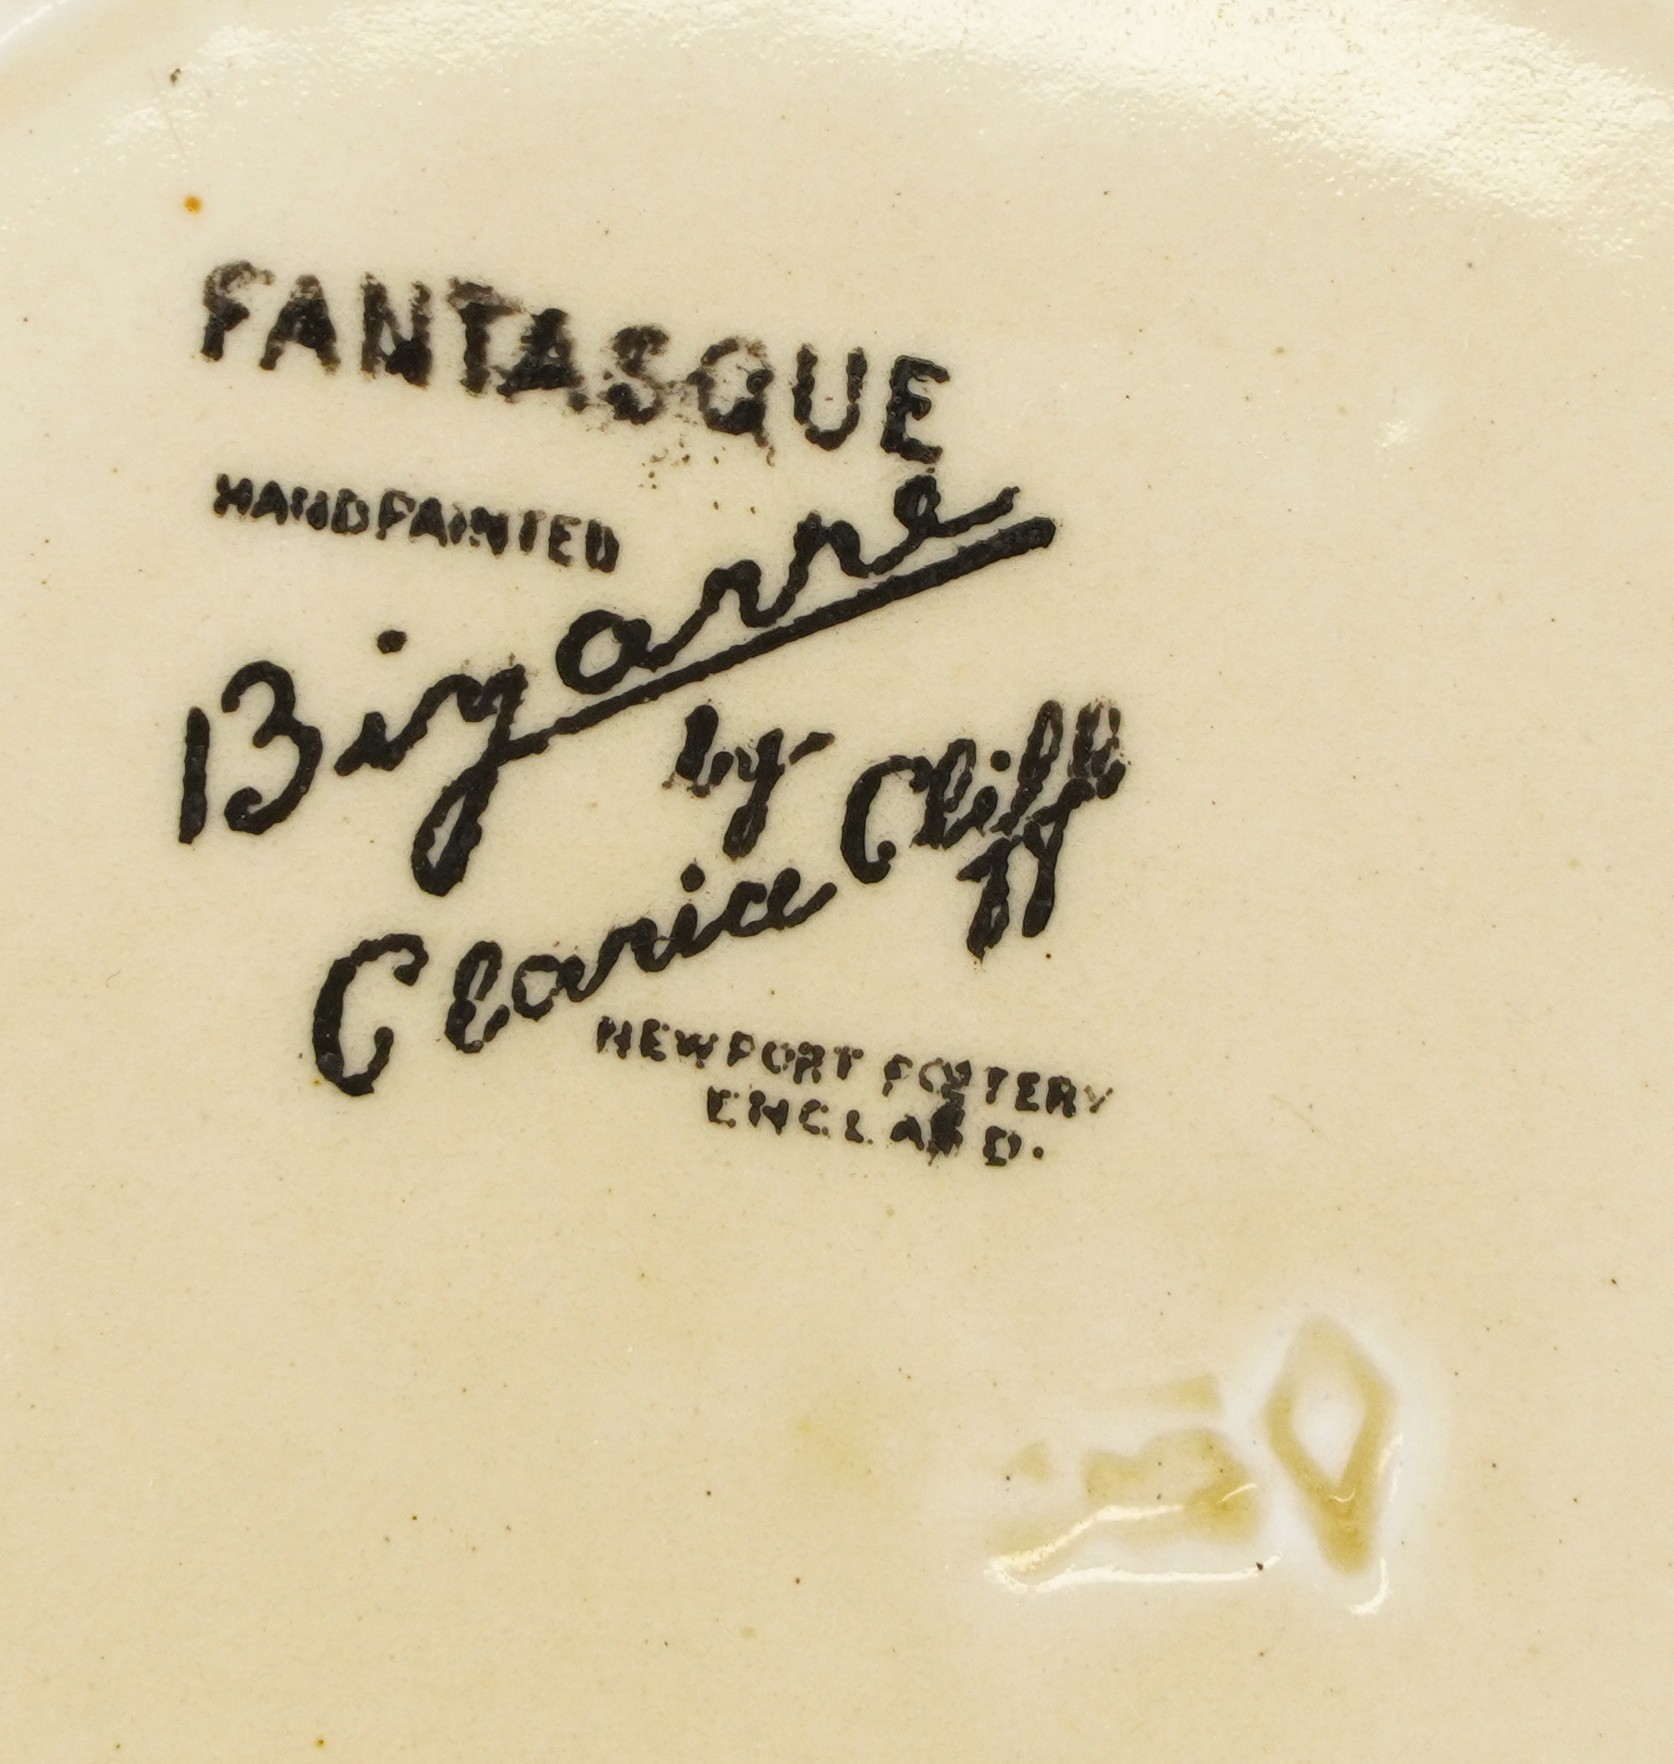 FANTASQUE
HANDPAINTED
Bizarre
by
Clarice Cliff
NEWPORT POTTERY
ENGLAND.